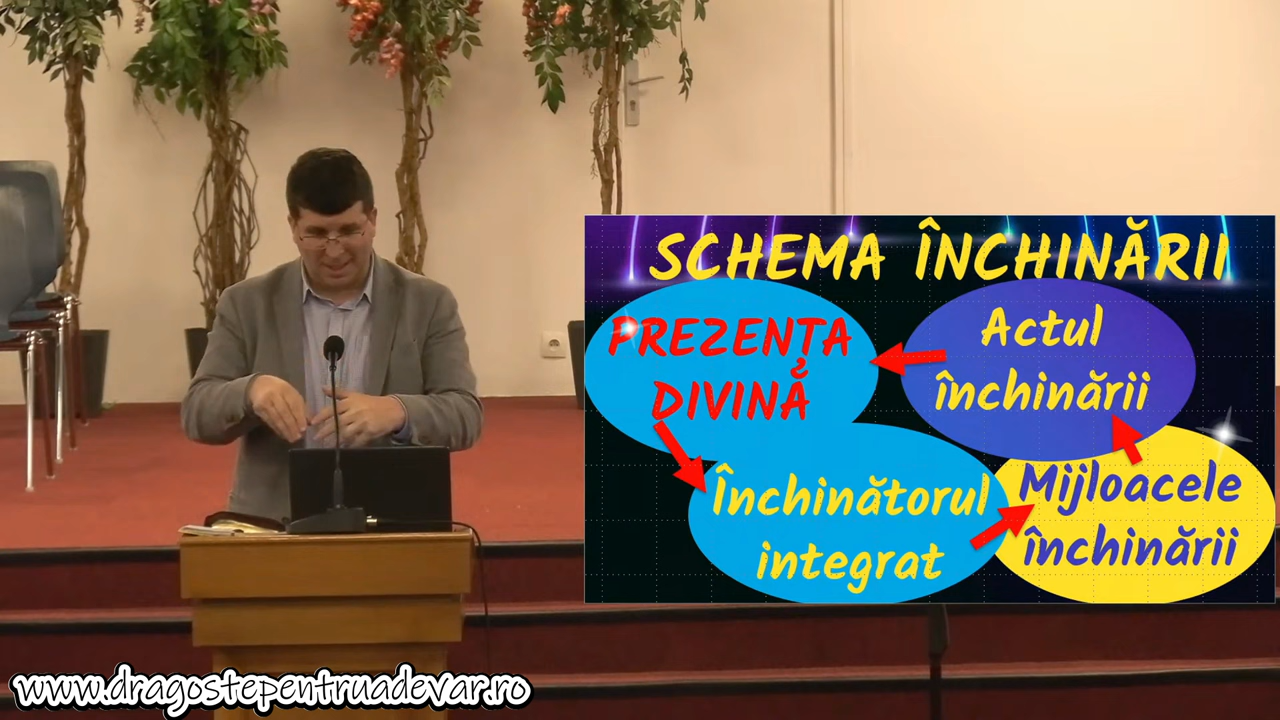 SCHEMA ÎNCHINĂRII
PREZENȚA
DIVINĂ
Actul
închinării
Închinătorul
integrat
Mijloacele
închinării
www.dragostepentruadevar.ro